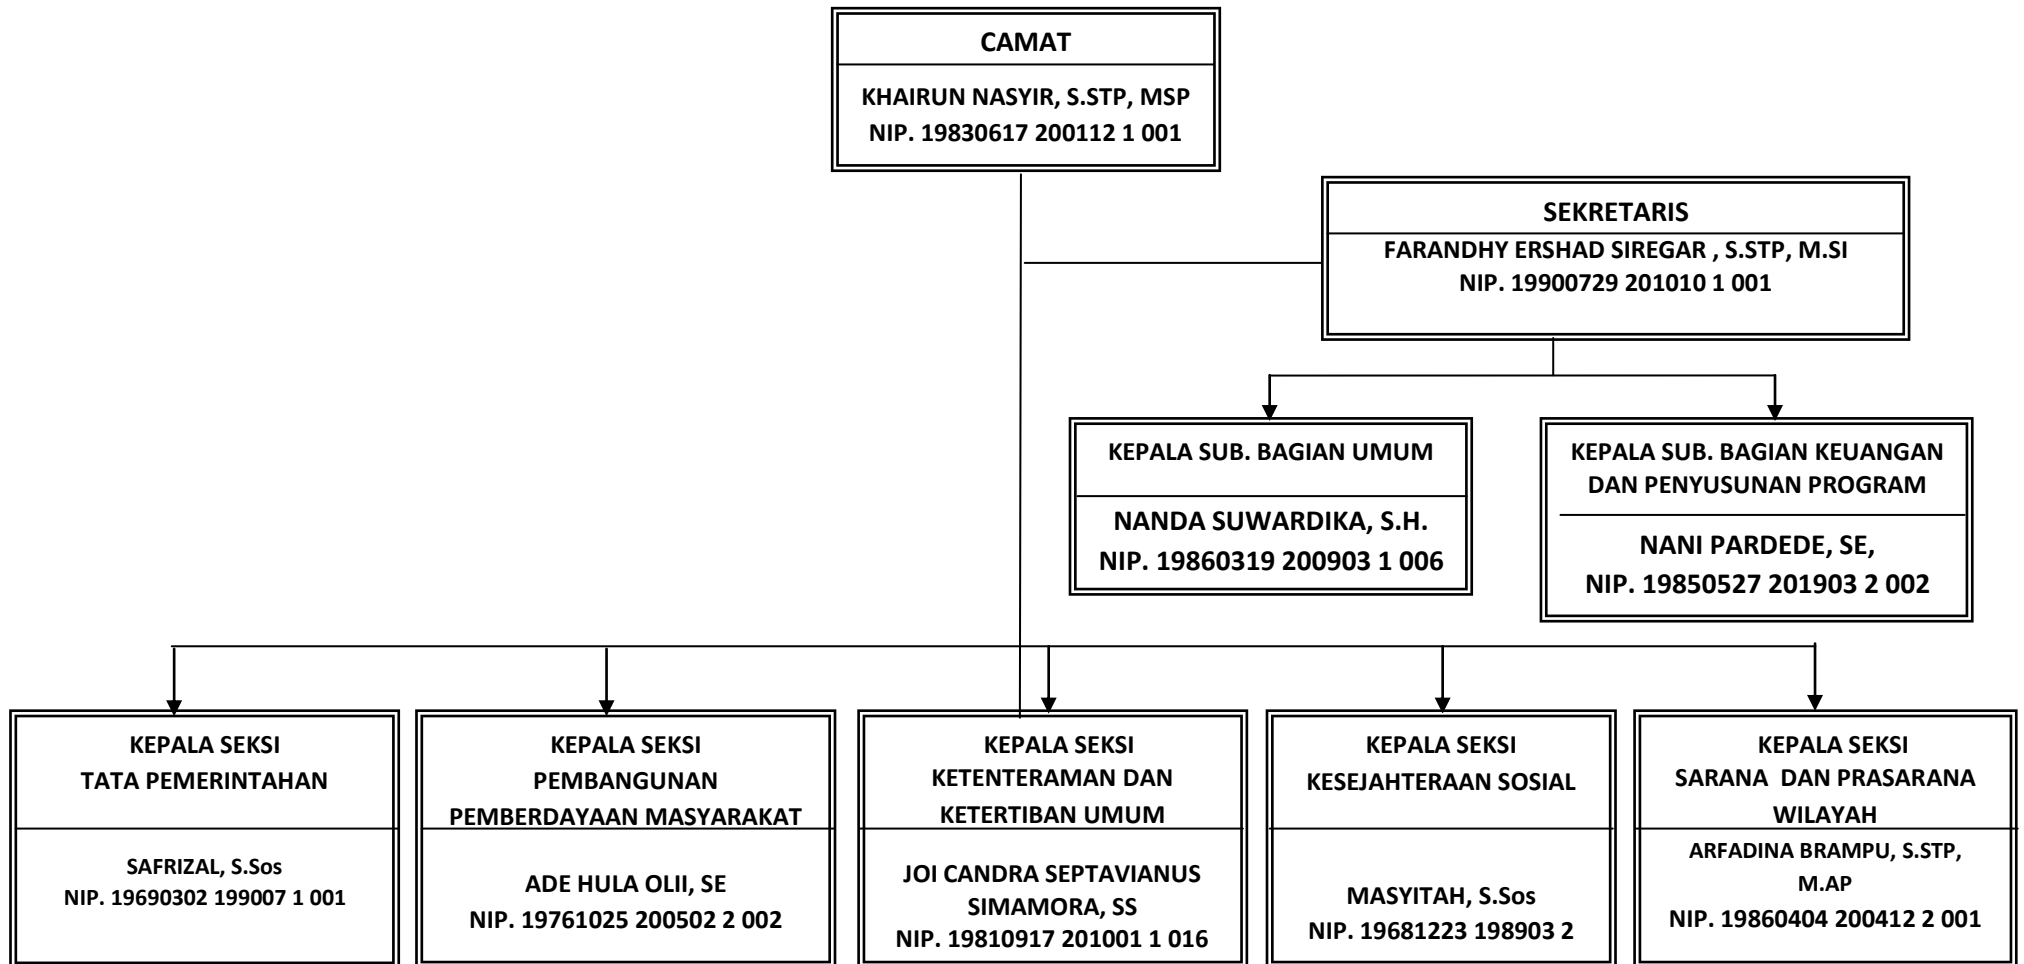 CAMAT
KHAIRUN NASYIR, S.STP, MSP
NIP. 19830617 200112 1 001
SEKRETARIS
FARANDHY ERSHAD SIREGAR , S.STP, M.SI
NIP. 19900729 201010 1 001
KEPALA SUB. BAGIAN UMUM
NANDA SUWARDIKA, S.H.
NIP. 19860319 200903 1 006
KEPALA SUB. BAGIAN KEUANGAN
DAN PENYUSUNAN PROGRAM
NANI PARDEDE, SE,
NIP. 19850527 201903 2 002
KEPALA SEKSI
TATA PEMERINTAHAN
SAFRIZAL, S.Sos
NIP. 19690302 199007 1 001
KEPALA SEKSI
PEMBANGUNAN
PEMBERDAYAAN MASYARAKAT
ADE HULA OLII, SE
NIP. 19761025 200502 2 002
KEPALA SEKSI
KETENTERAMAN DAN
KETERTIBAN UMUM
JOI CANDRA SEPTAVIANUS
SIMAMORA, SS
NIP. 19810917 201001 1 016
KEPALA SEKSI
KESEJAHTERAAN SOSIAL
MASYITAH, S.Sos
NIP. 19681223 198903 2
KEPALA SEKSI
SARANA DAN PRASARANA
WILAYAH
ARFADINA BRAMPU, S.STP,
M.AP
NIP. 19860404 200412 2 001